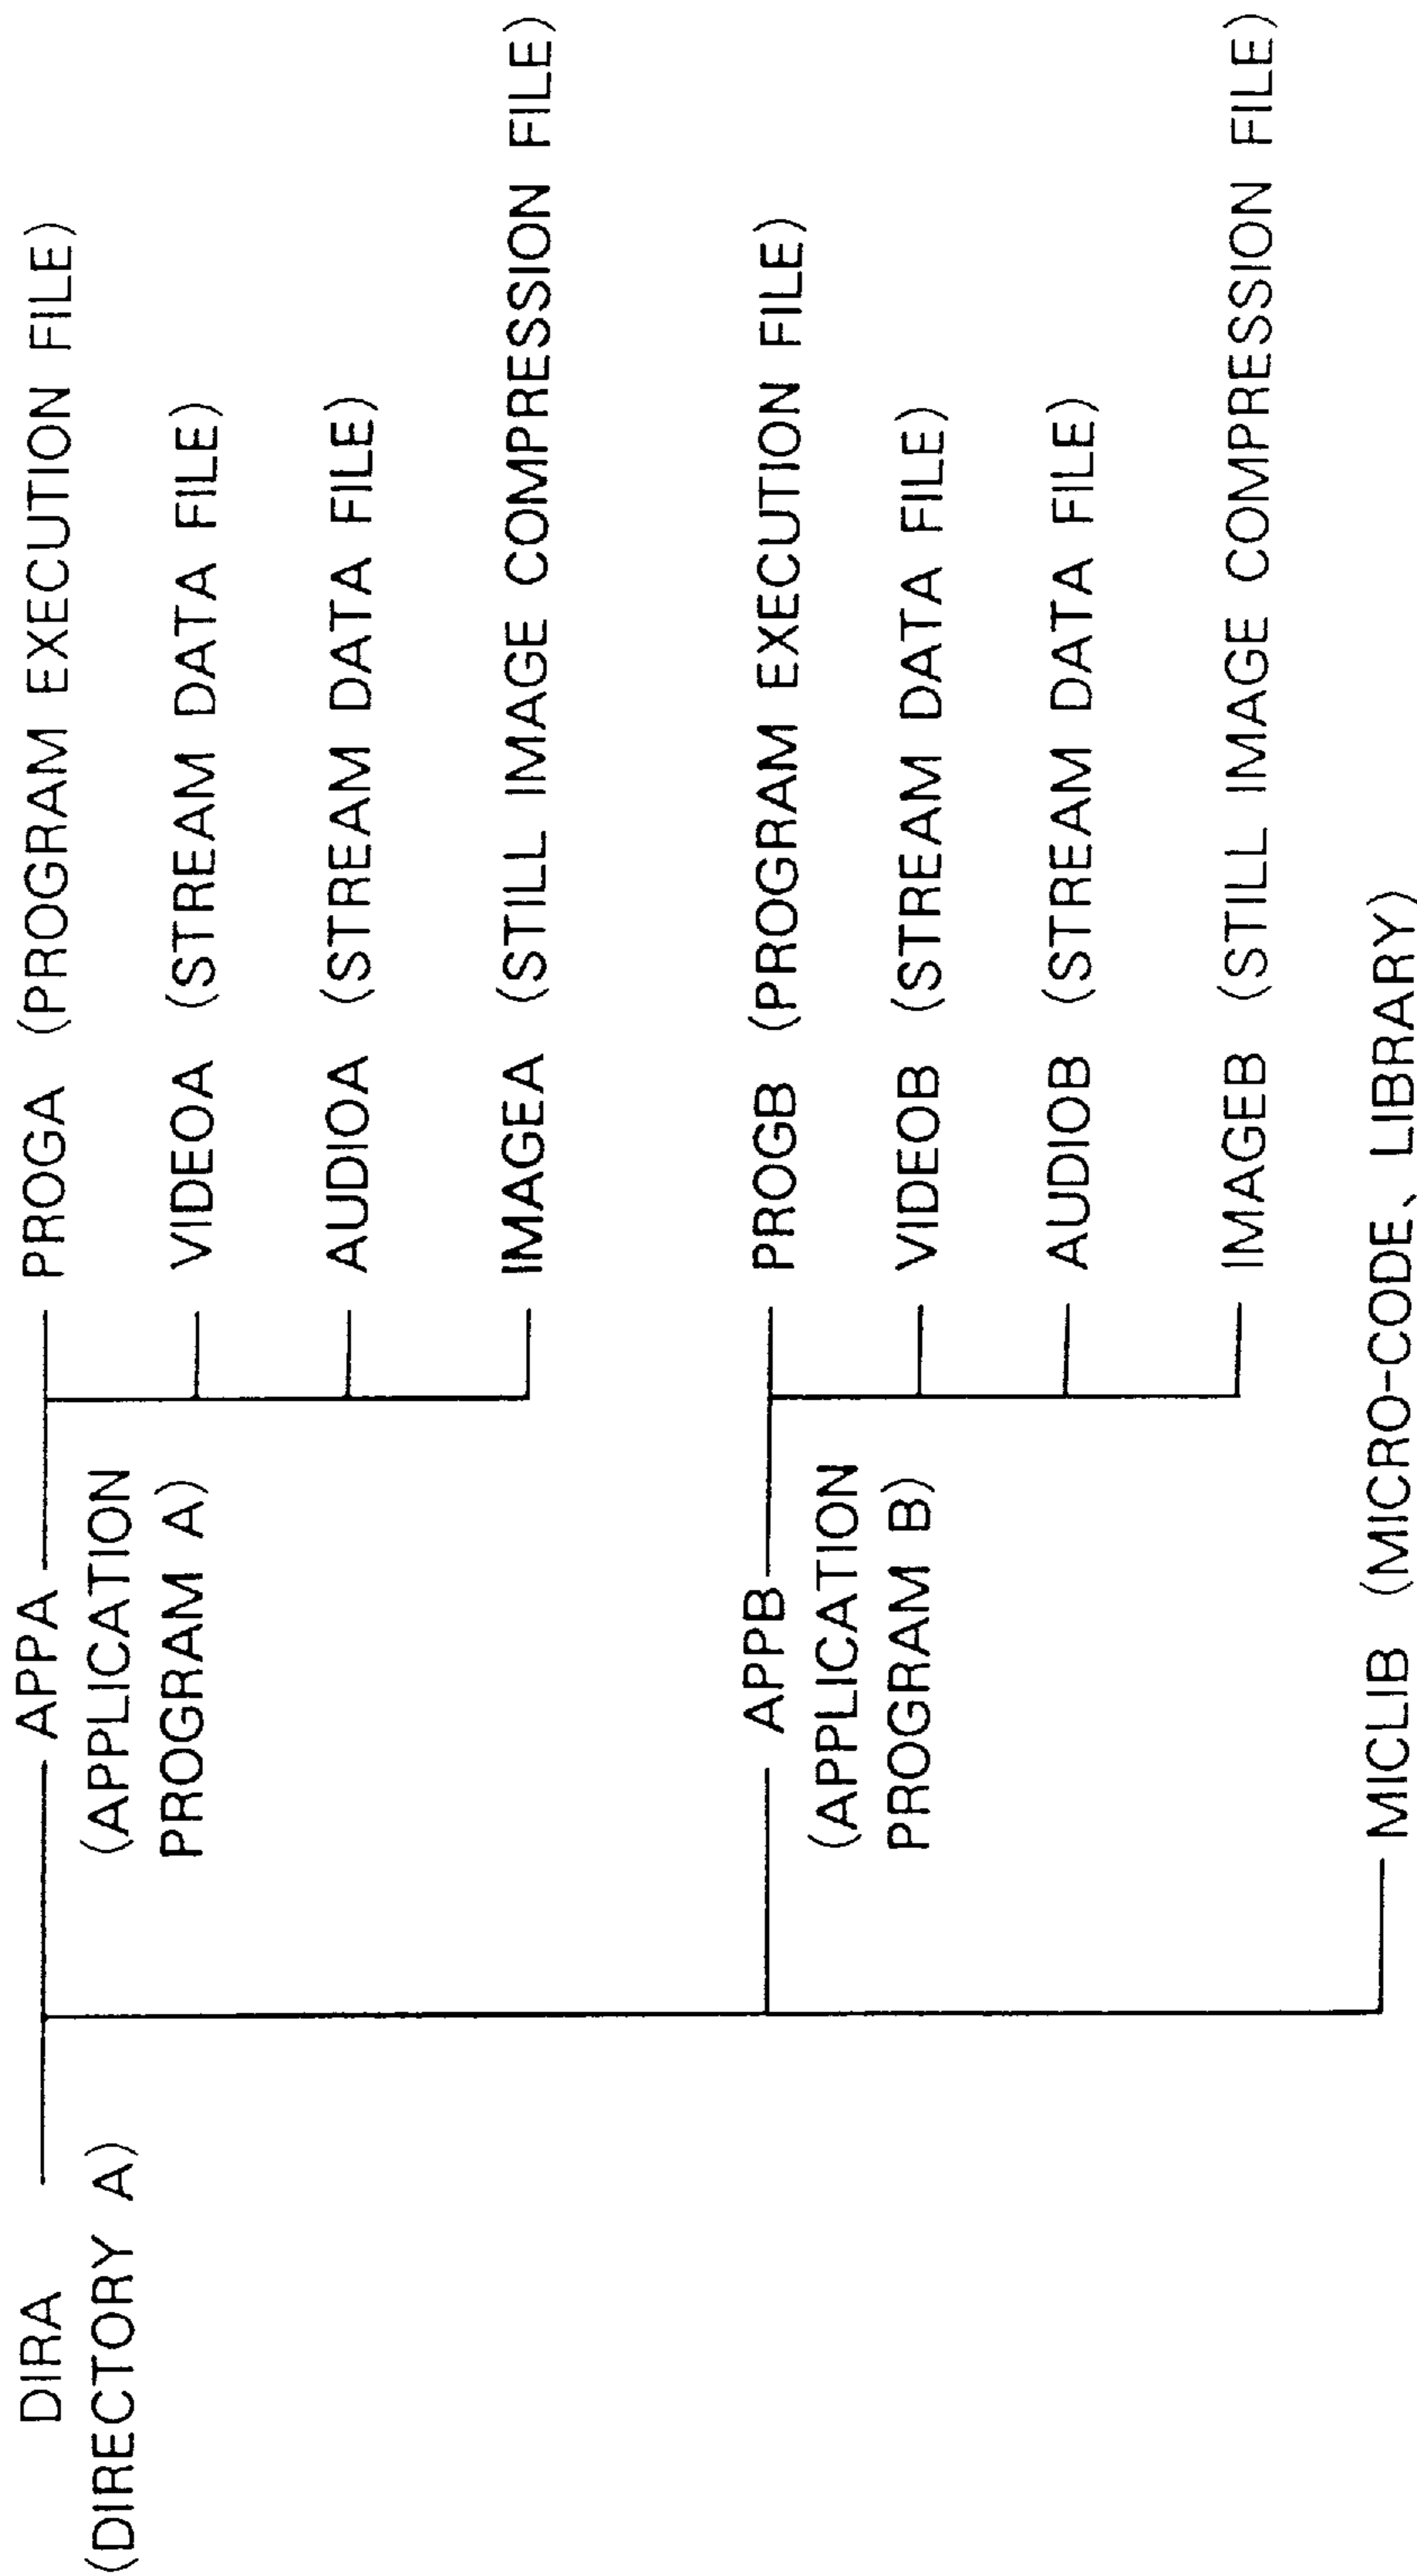 DIRA
(DIRECTORY A)
APPA
(APPLICATION
PROGRAM A)
PROGA (PROGRAM EXECUTION FILE)
VIDEOA (STREAM DATA FILE)
AUDIOA (STREAM DATA FILE)
IMAGEA (STILL IMAGE COMPRESSION FILE)
APPB
(APPLICATION
PROGRAM B)
PROGB (PROGRAM EXECUTION FILE)
VIDEOB (STREAM DATA FILE)
AUDIOB (STREAM DATA FILE)
IMAGEB (STILL IMAGE COMPRESSION FILE)
MICLIB (MICRO-CODE、LIBRARY)